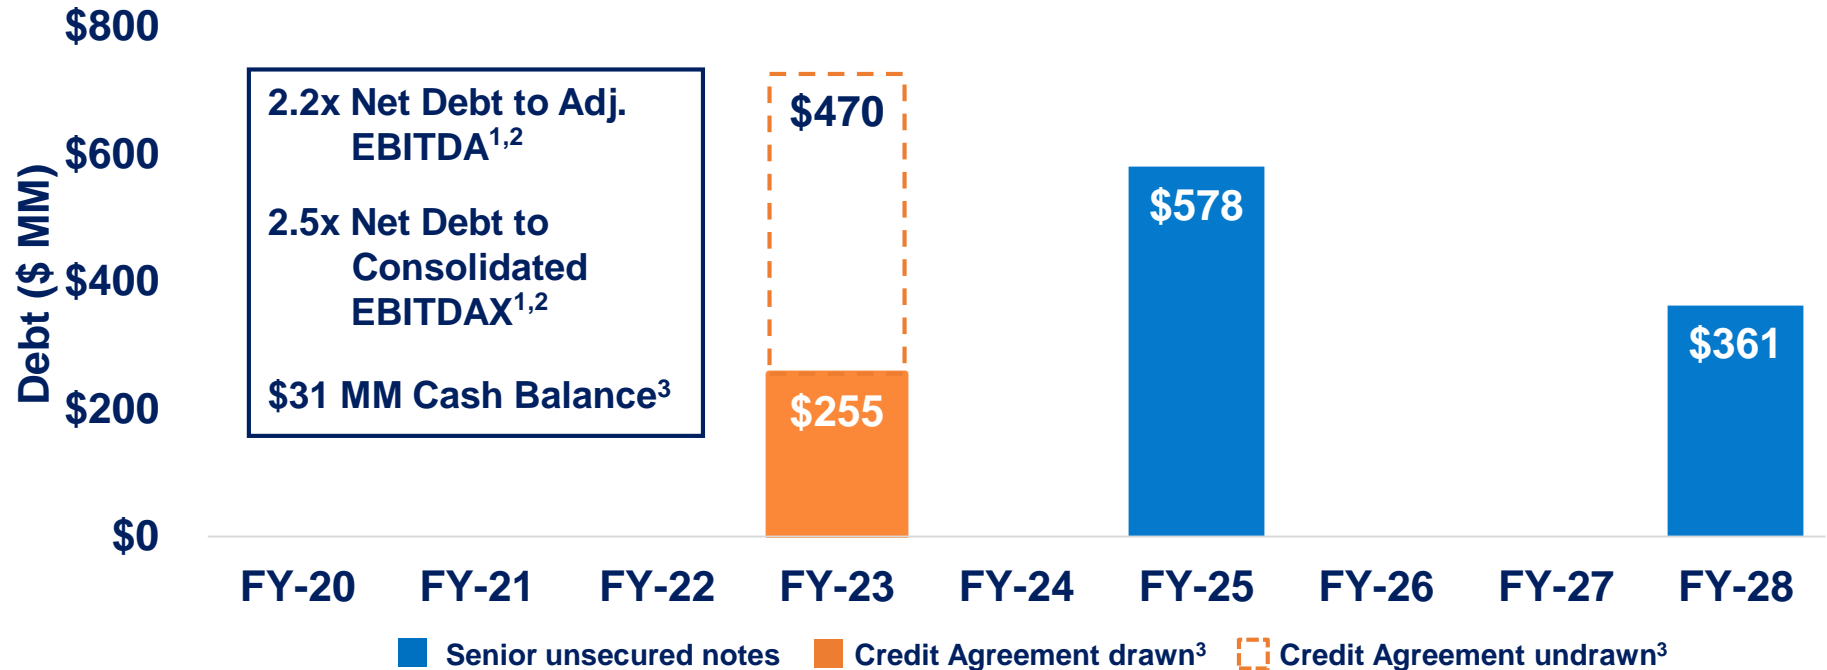 Debt ($ MM)
$800
$600
$400
$200
$0
2.2x Net Debt to Adj.
EBITDA1,2
2.5x Net Debt to
Consolidated
EBITDAX1,2
$31 MM Cash Balance3
$470
$255
$578
$361
FY-20 FY-21 FY-22 FY-23 FY-24 FY-25 FY-26 FY-27 FY-28
Senior unsecured notes Credit Agreement drawn3 Credit Agreement undrawn3